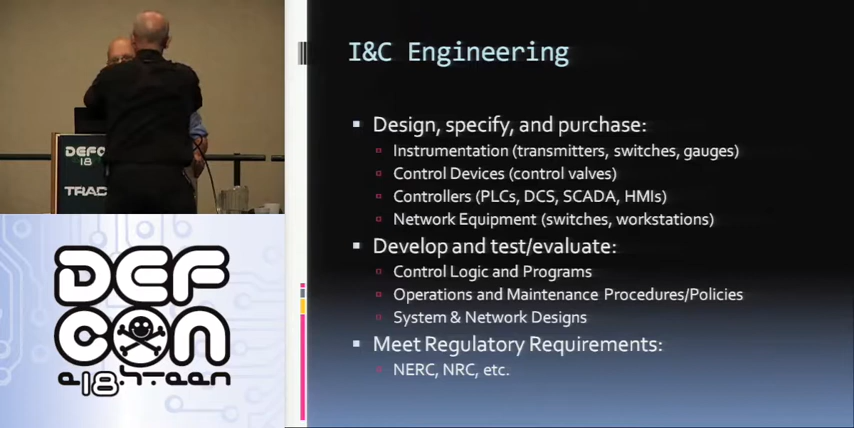 I&C Engineering
Design, specify, and purchase:
Instrumentation (transmitters, switches, gauges)
Control Devices (control valves)
Controllers (PLCs, DCS, SCADA, HMIs)
Network Equipment (switches, workstations)
Develop and test/evaluate:
Control Logic and Programs
Operations and Maintenance Procedures/Policies
System & Network Designs
Meet Regulatory Requirements:
NERC, NRC, etc.
DEFC
18
TRAC
DEF
CON
e18hteen